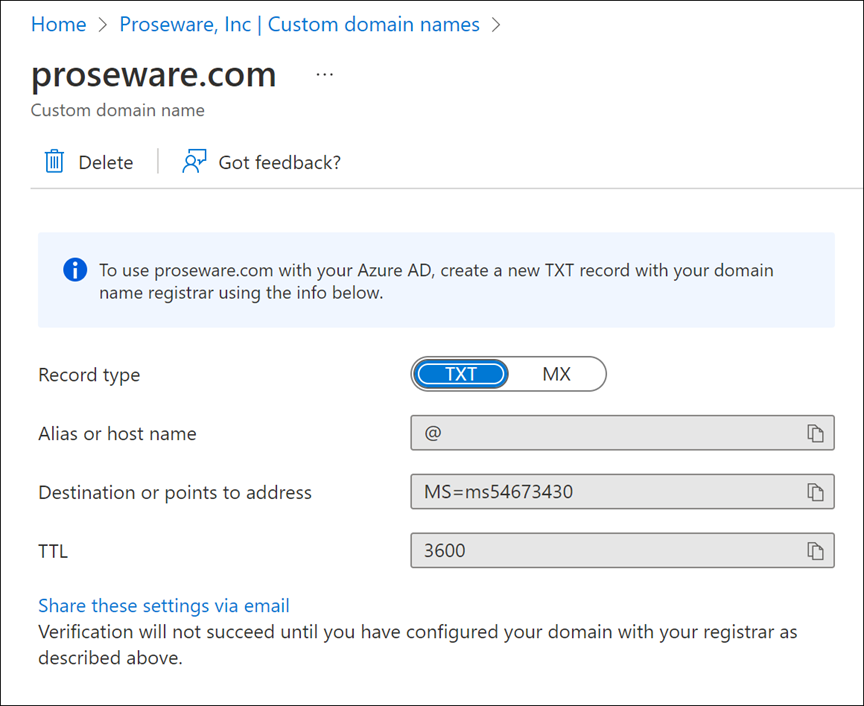 Home > Proseware, Inc | Custom domain names >
proseware.com ...
Custom domain name
Delete | Got feedback?
To use proseware.com with your Azure AD, create a new TXT record with your domain
name registrar using the info below.
Record type TXT MX
Alias or host name @
Destination or points to address MS=ms54673430
TTL 3600
Share these settings via email
Verification will not succeed until you have configured your domain with your registrar as
described above.